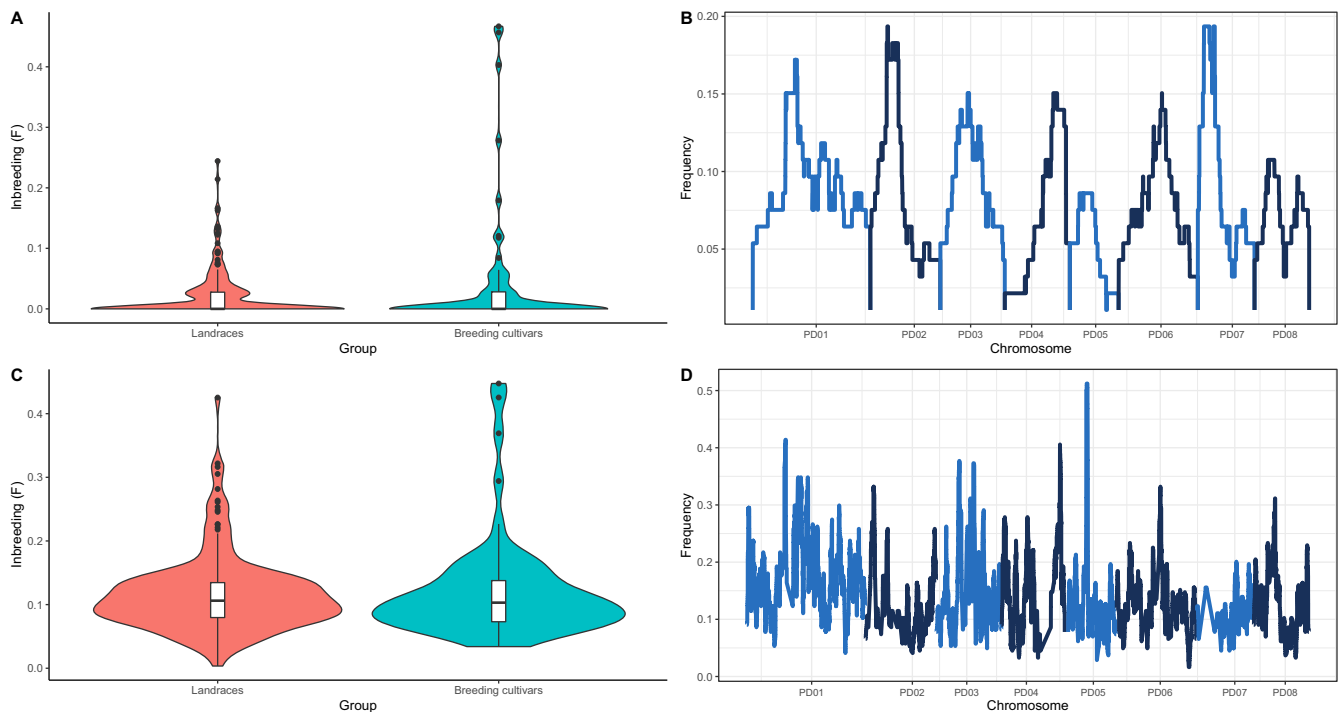 A
Inbreeding (F)
0.4
0.3
0.2
0.1
0.0
Landraces
Breeding cultivars
Group
B
Frequency
0.20
0.15
0.10
0.05
PD01
PD02
PD03
PD04
PD05
PD06
PD07
PD08
Chromosome
C
Inbreeding (F)
0.4
0.3
0.2
0.1
0.0
Landraces
Breeding cultivars
Group
D
Frequency
0.5
0.4
0.3
0.2
0.1
0.0
PD01
PD02
PD03
PD04
PD05
PD06
PD07
PD08
Chromosome